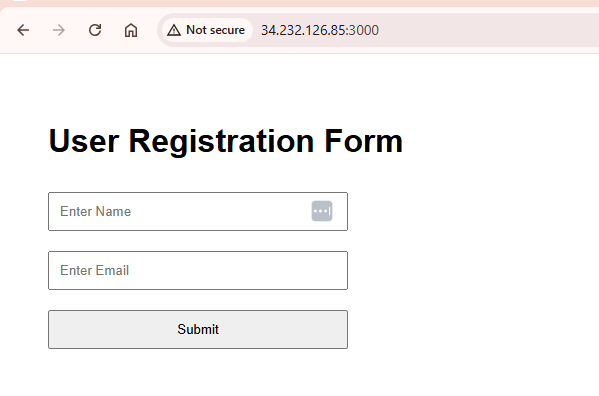 Not secure
34.232.126.85:3000
User Registration Form
Enter Name
Enter Email
Submit